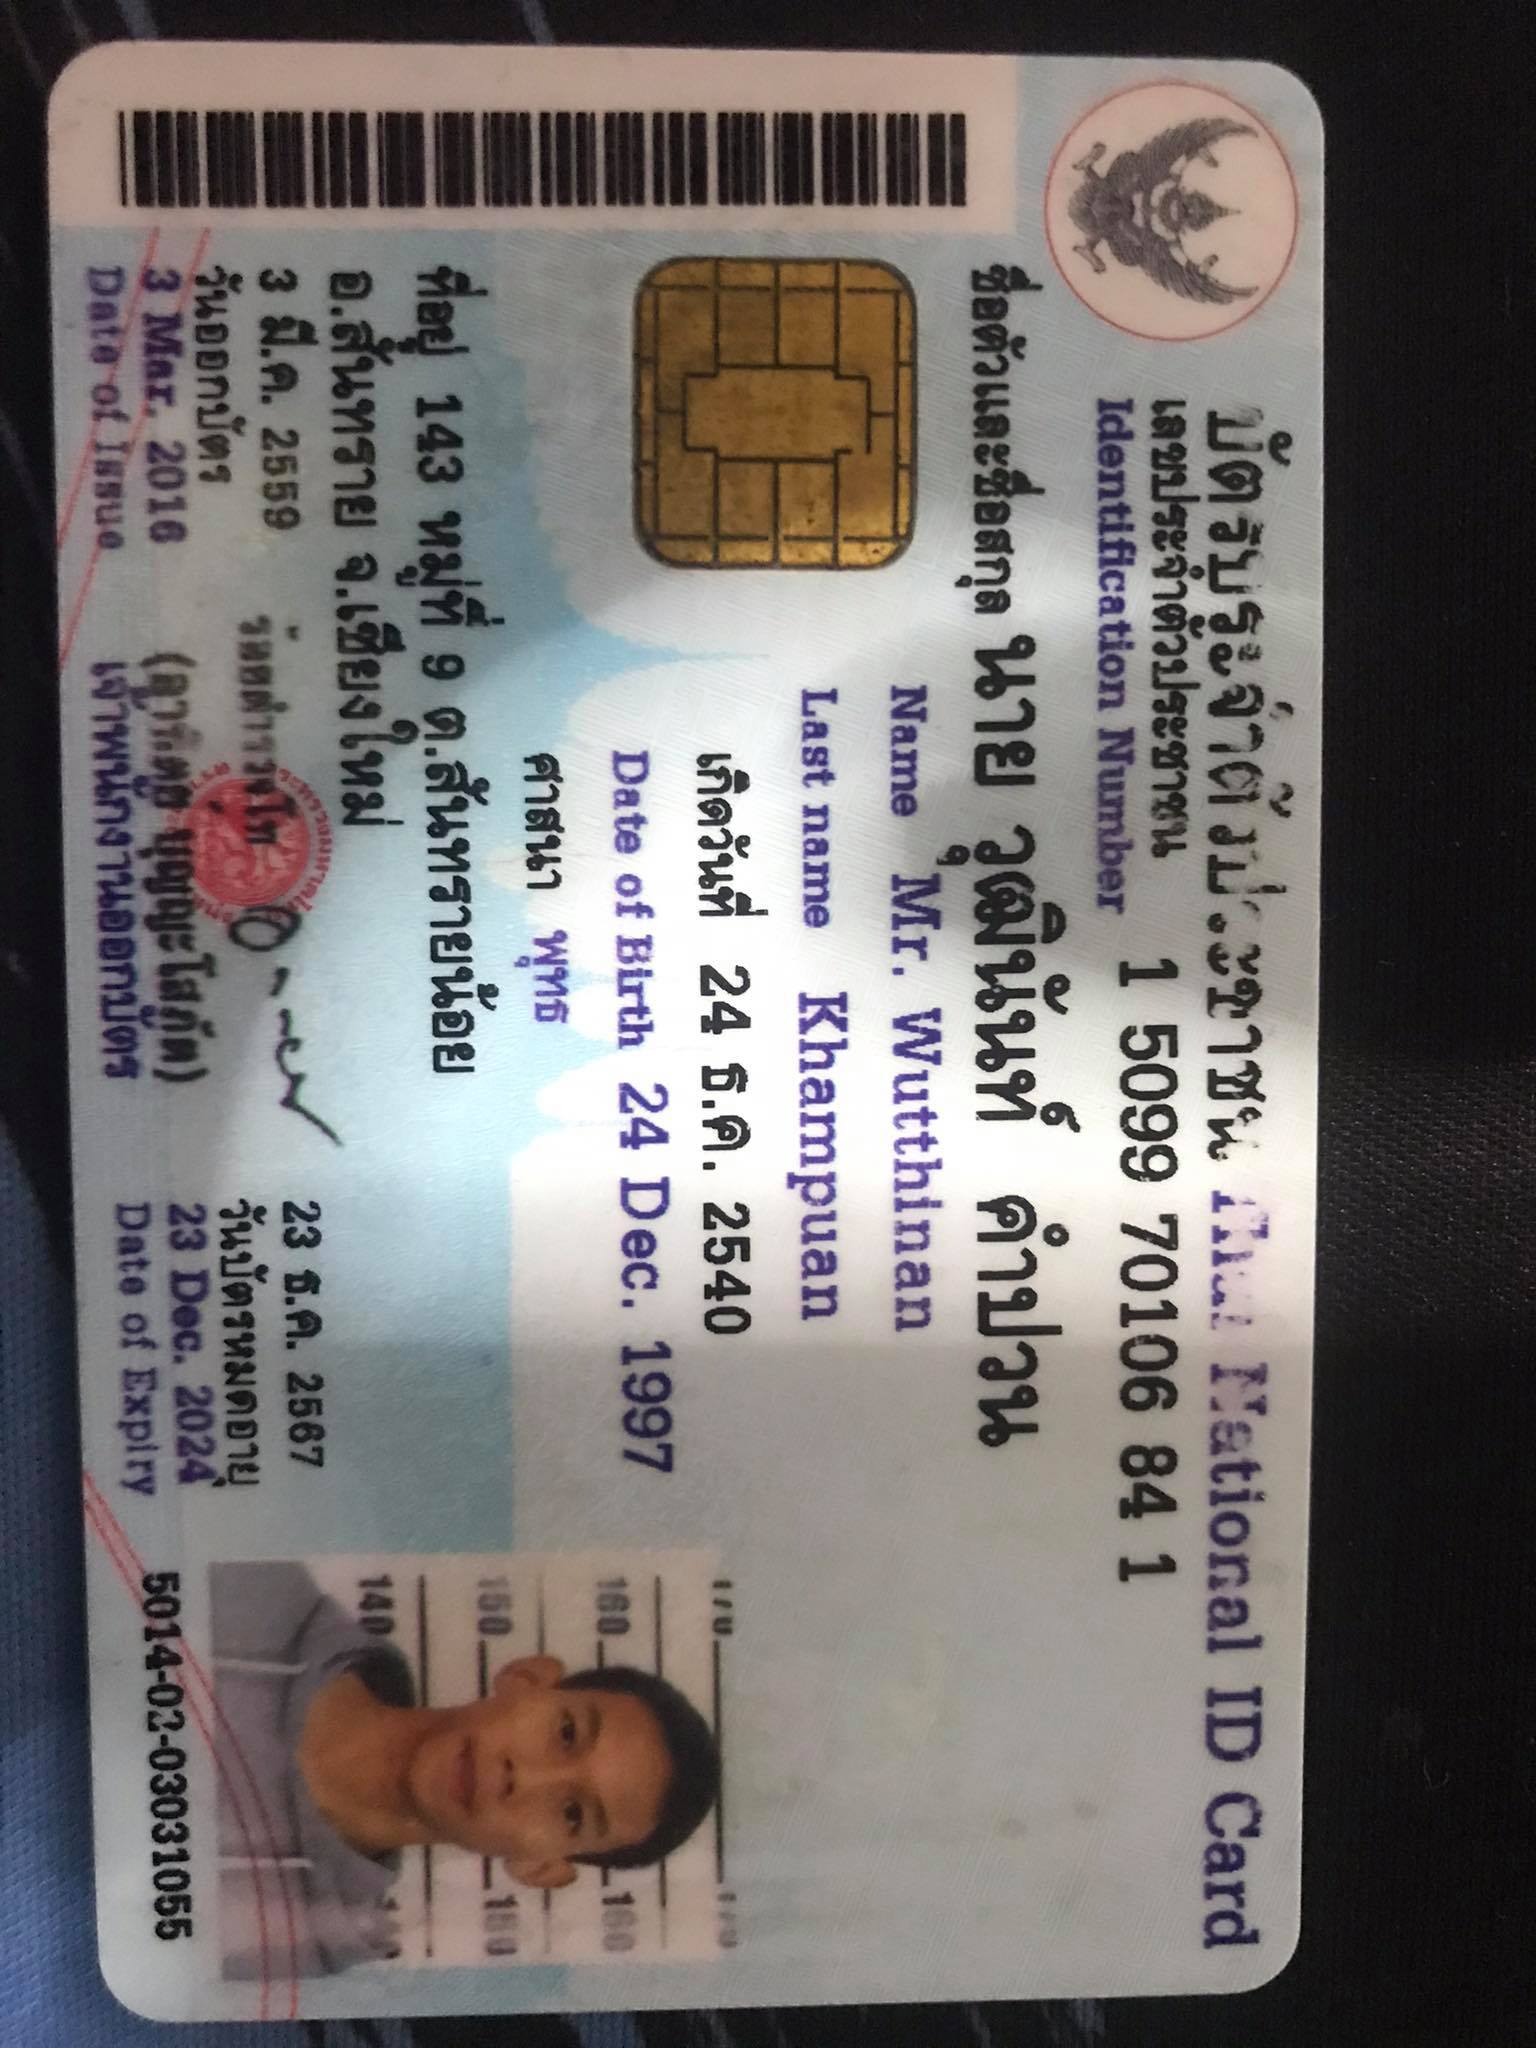 บัตรประจำตัวประชาชน Thai National ID Card
เลขประจำตัวประชาชน
Identification Number 1 5099 70106 84 1
ชื่อตัวและชื่อสกุล นาย วุฒินันท์ คำปวน
Name Mr. Wutthinan
Last name Khampuan
เกิดวันที่ 24 ธ.ค. 2540
Date of Birth 24 Dec. 1997
ศาสนา พุทธ
ที่อยู่ 143 หมู่ที่ 9 ต.สันทรายน้อย
อ.สันทราย จ.เชียงใหม่
3 มี.ค. 2559
วันออกบัตร
3 Mar. 2016
Date of Issue
ร้อยตำรวจโท
บุญญะโสภัต)
เจ้าพนักงานออกบัตร
23 ธ.ค. 2567
วันบัตรหมดอายุ
23 Dec. 2024
Date of Expiry
170 170
160 160
150 150
140 140
5014-02-03031055